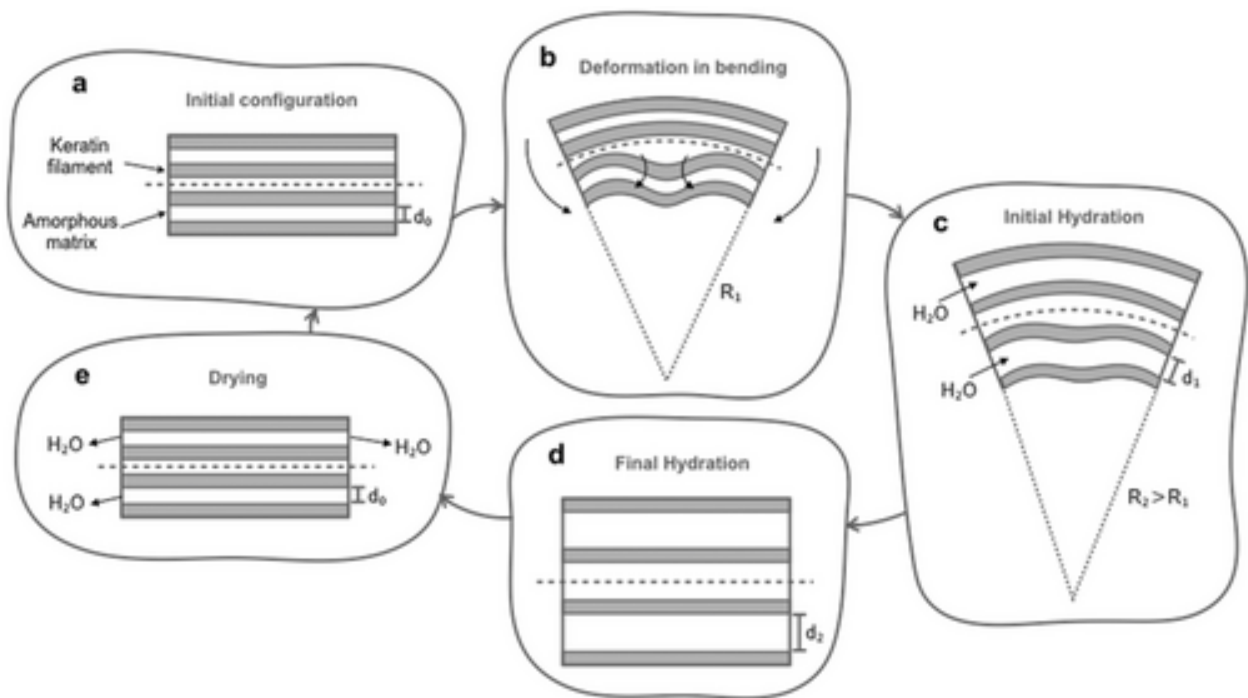 a
Initial configuration
Keratin
filament
Amorphous
matrix
d₀
b
Deformation in bending
R₁
c
Initial Hydration
H₂O
H₂O
d₁
R₂>R₁
d
Final Hydration
d₂
e
Drying
H₂O
H₂O
H₂O
d₀